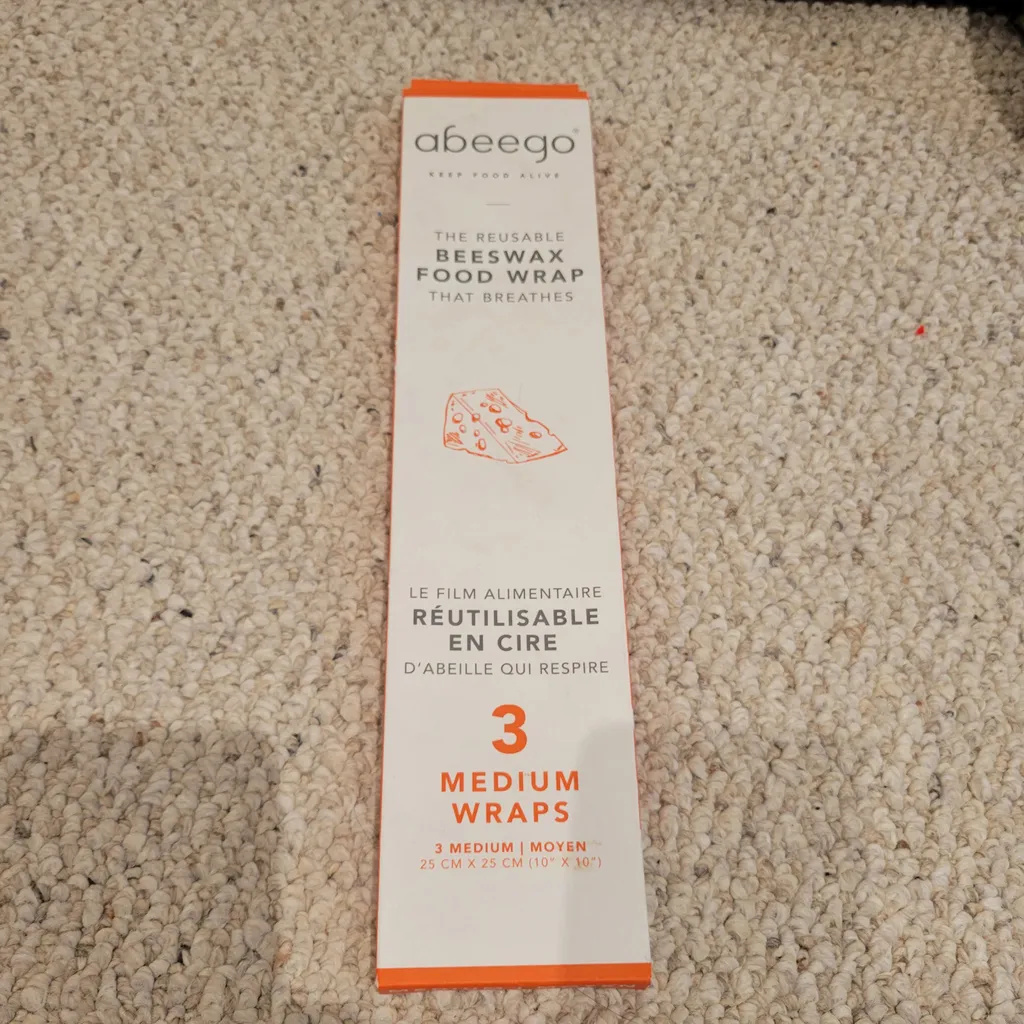 abeego®
KEEP FOOD ALIVE
THE REUSABLE
BEESWAX
FOOD WRAP
THAT BREATHES
LE FILM ALIMENTAIRE
RÉUTILISABLE
EN CIRE
D'ABEILLE QUI RESPIRE
3
MEDIUM
WRAPS
3 MEDIUM | MOYEN
25 CM X 25 CM (10" X 10")